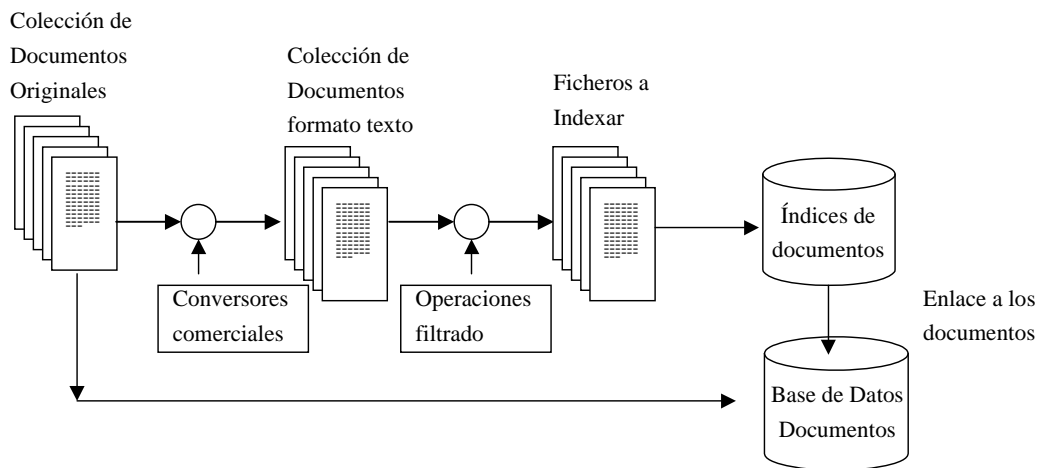 Colección de
Documentos
Originales
Colección de
Documentos
formato texto
Ficheros a
Indexar
Índices de
documentos
Conversores
comerciales
Operaciones
filtrado
Enlace a los
documentos
Base de Datos
Documentos